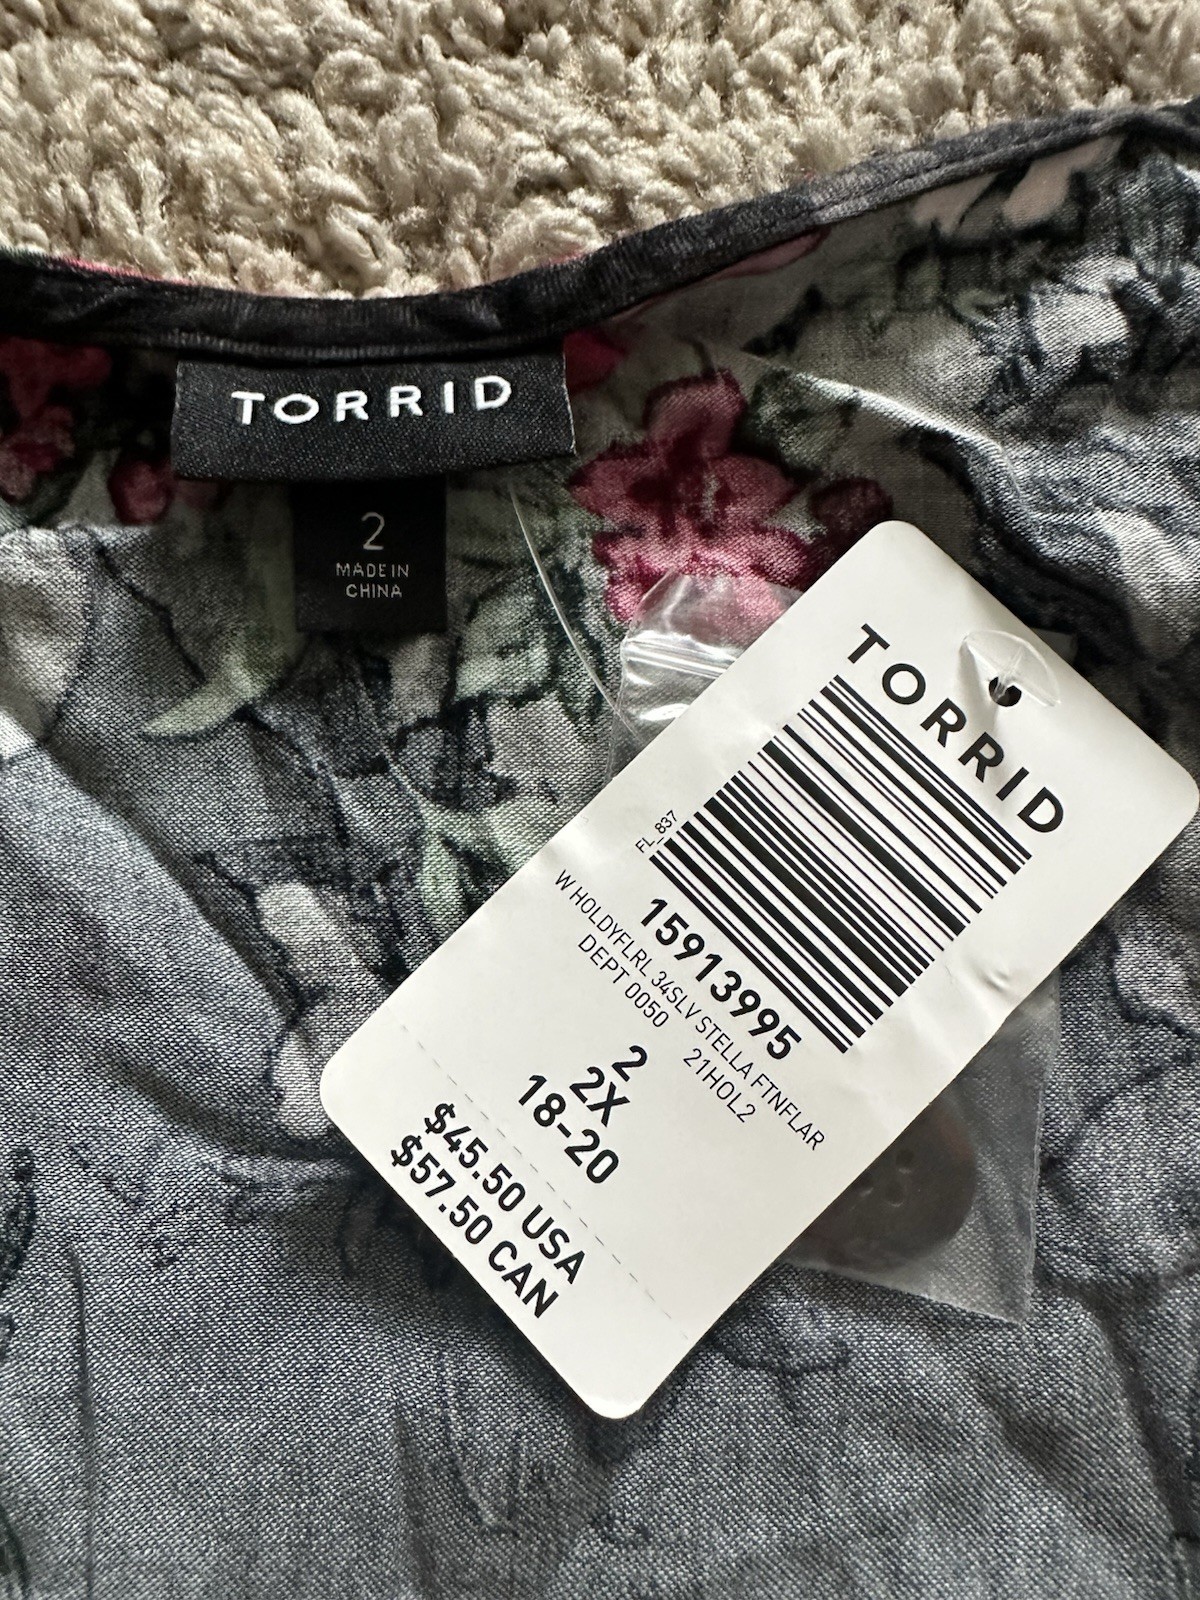 TORRID
2
MADE IN
CHINA
TORRID
FL_837
15913995
W HOLDYFLRL 34SLV STELLA FTNFLAR
DEPT 0050 21HOL2
2
2X
18-20
$45.50 USA
$57.50 CAN